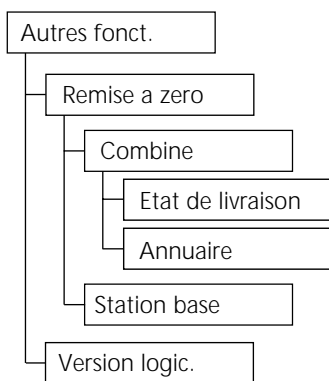 Autres fonct.
Remise a zero
Combine
Etat de livraison
Annuaire
Station base
Version logic.